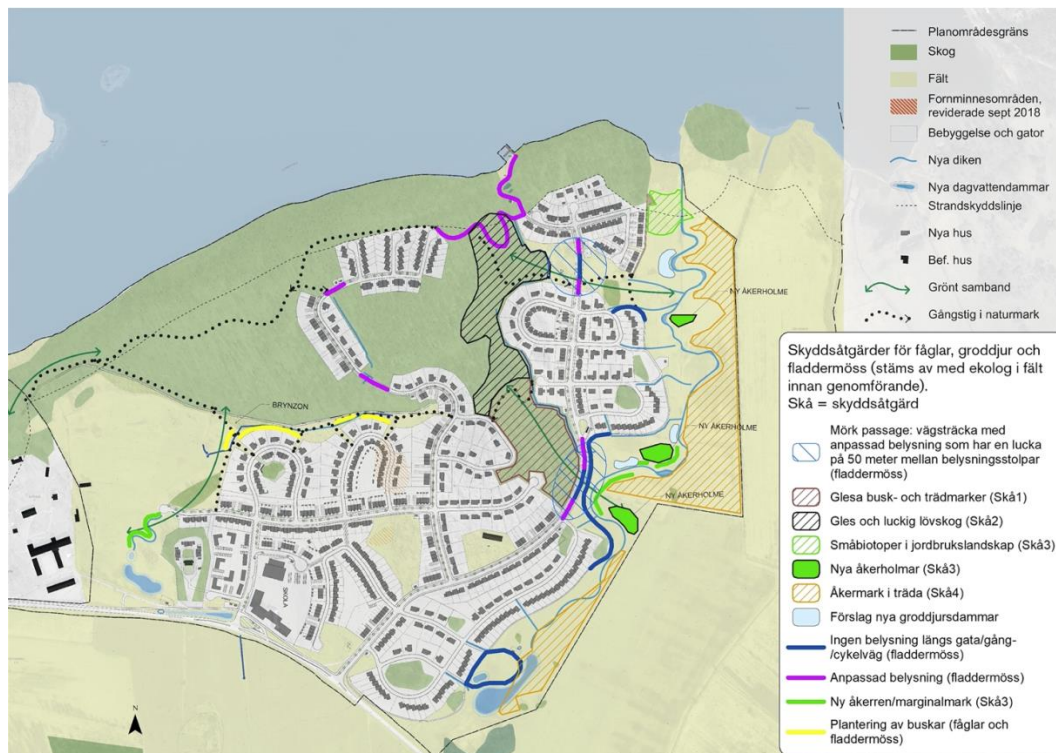 Planområdesgräns
Skog
Fält
Fornminnesområden,
reviderade sept 2018
Bebyggelse och gator
Nya diken
Nya dagvattendammar
Strandskyddslinje
Nya hus
Bef. hus
Grönt samband
Gångstig i naturmark
Skyddsåtgärder för fåglar, groddjur och
fladdermöss (stäms av med ekolog i fält
innan genomförande).
Skå = skyddsåtgärd
Mörk passage: vägsträcka med
anpassad belysning som har en lucka
på 50 meter mellan belysningsstolpar
(fladdermöss)
Glesa busk- och trädmarker (Skå1)
Gles och luckig lövskog (Skå2)
Småbiotoper i jordbrukslandskap (Skå3)
Nya åkerholmar (Skå3)
Åkermark i träda (Skå4)
Förslag nya groddjursdammar
Ingen belysning längs gata/gång-
/cykelväg (fladdermöss)
Anpassad belysning (fladdermöss)
Ny åkerren/marginalmark (Skå3)
Plantering av buskar (fåglar och
fladdermöss)
NY ÅKERHOLME
BRYNZON
NY ÅKERHOLME
NY ÅKERHOLME
SKOLA
N